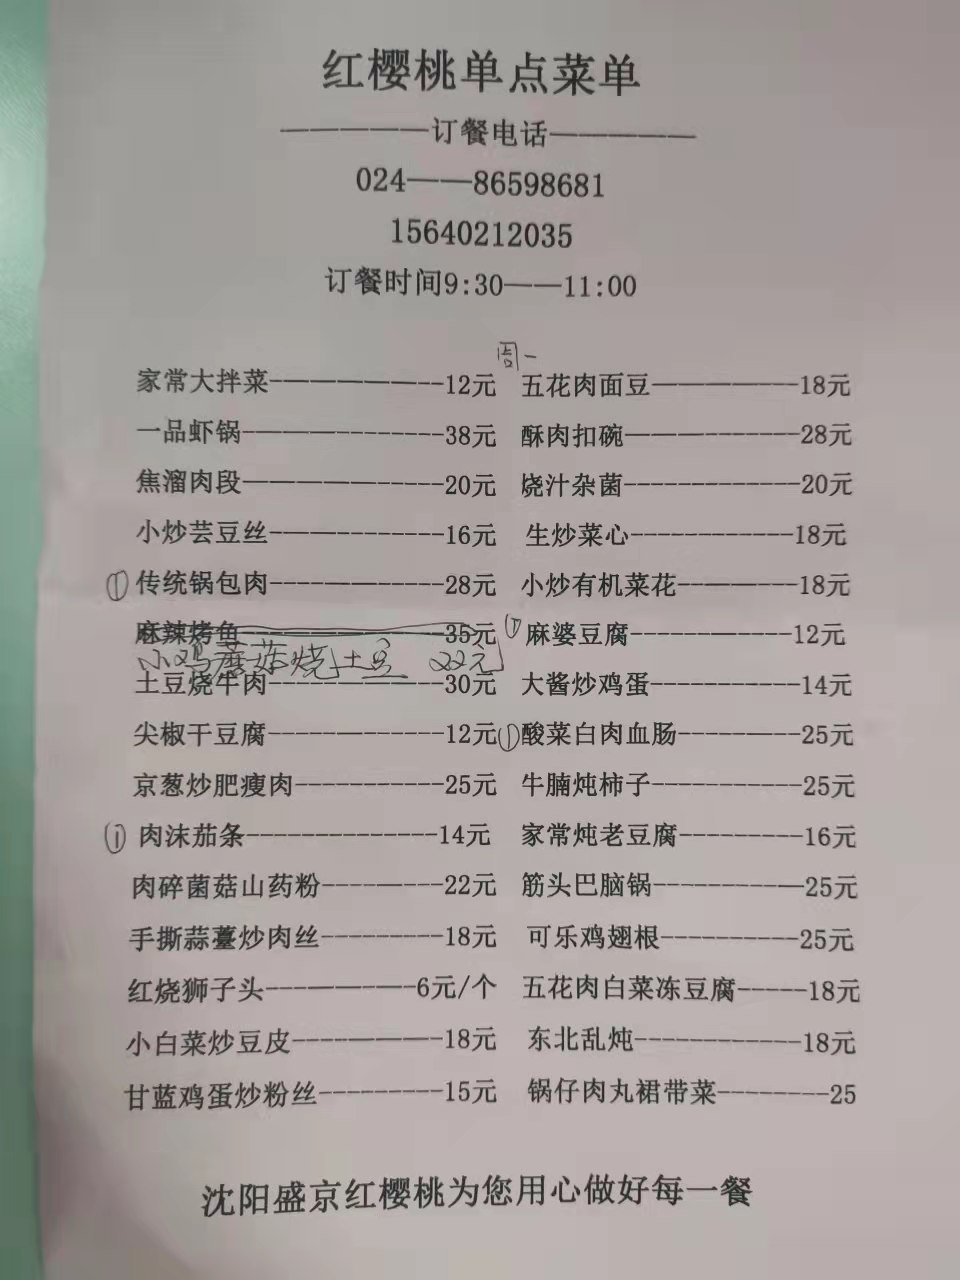 红樱桃单点菜单
—————订餐电话—————
024——86598681
15640212035
订餐时间9:30——11:00
周一
家常大拌菜-------------12元 五花肉面豆-----------18元
一品虾锅---------------38元 酥肉扣碗-------------28元
焦溜肉段---------------20元 烧汁杂菌-------------20元
小炒芸豆丝-------------16元 生炒菜心------------18元
① 传统锅包肉-------------28元 小炒有机菜花---------18元
麻辣烤鱼---------------35元 ① 麻婆豆腐------------12元
小鸡蘑菇烧土豆 22元
土豆烧牛肉-------------30元 大酱炒鸡蛋-----------14元
尖椒干豆腐-------------12元 ① 酸菜白肉血肠---------25元
京葱炒肥瘦肉-----------25元 牛腩炖柿子-----------25元
① 肉沫茄条--------------14元 家常炖老豆腐---------16元
肉碎菌菇山药粉---------22元 筋头巴脑锅-----------25元
手撕蒜薹炒肉丝---------18元 可乐鸡翅根----------25元
红烧狮子头-----------6元/个 五花肉白菜冻豆腐-----18元
小白菜炒豆皮-----------18元 东北乱炖------------18元
甘蓝鸡蛋炒粉丝---------15元 锅仔肉丸裙带菜--------25
沈阳盛京红樱桃为您用心做好每一餐